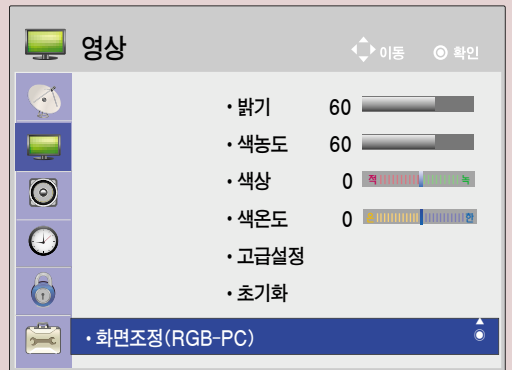 영상
이동 확인
· 밝기 60
· 색농도 60
· 색상 0 적 녹
· 색온도 0 온 한
· 고급설정
· 초기화
· 화면조정(RGB-PC)